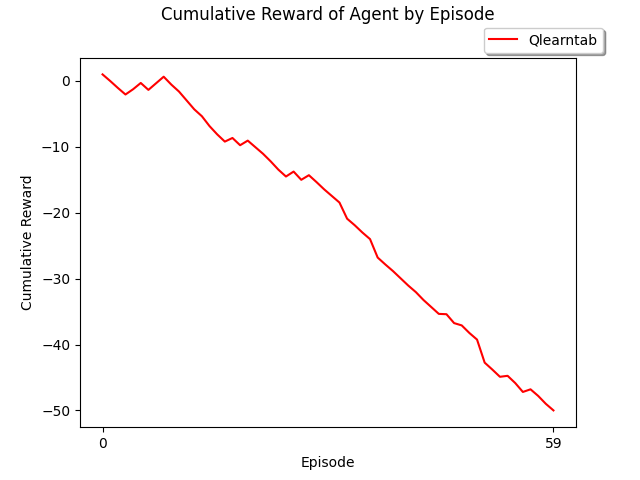 Cumulative Reward of Agent by Episode
Qlearntab
0
−10
−20
−30
−40
−50
Cumulative Reward
0
59
Episode